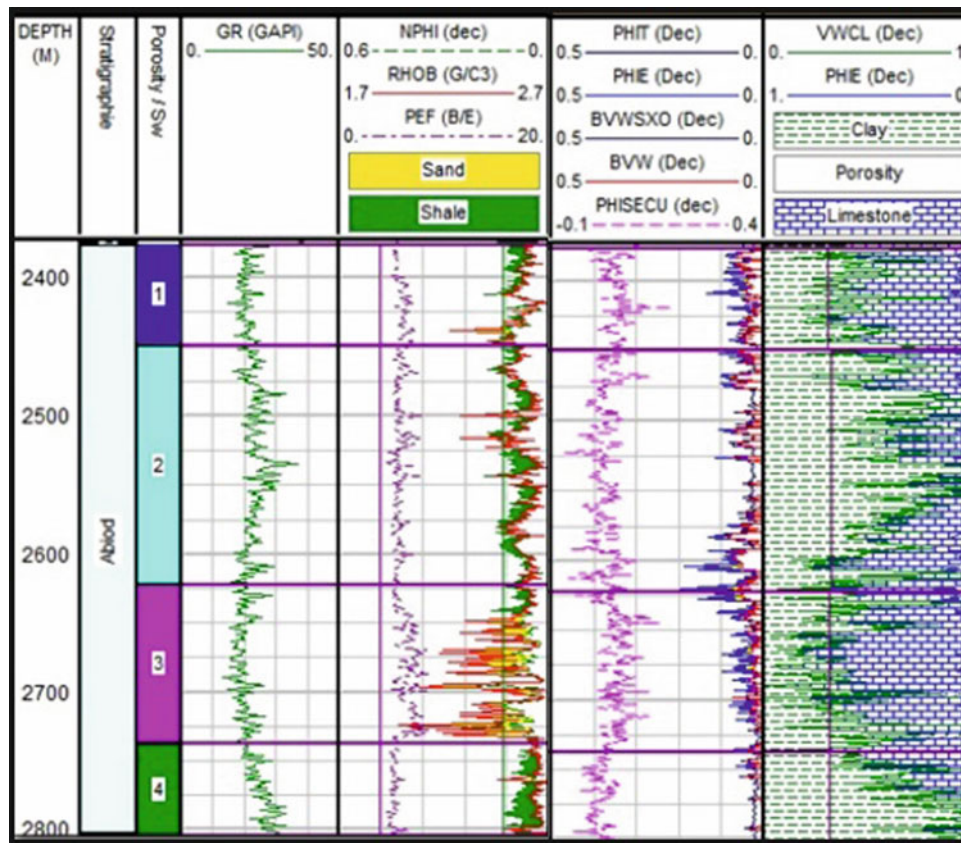 DEPTH
(M)
Stratigraphie
Porosity / Sw
GR (GAPI)
0. 50.
NPHI (dec)
0.6 0.
RHOB (G/C3)
1.7 2.7
PEF (B/E)
0. 20.
Sand
Shale
PHIT (Dec)
0.5 0.
PHIE (Dec)
0.5 0.
BVWSXO (Dec)
0.5 0.
BVW (Dec)
0.5 0.
PHISECU (dec)
-0.1 0.4
VWCL (Dec)
0. 1
PHIE (Dec)
1. 0
Clay
Porosity
Limestone
2400
2500
2600
2700
2800
Abiod
1
2
3
4